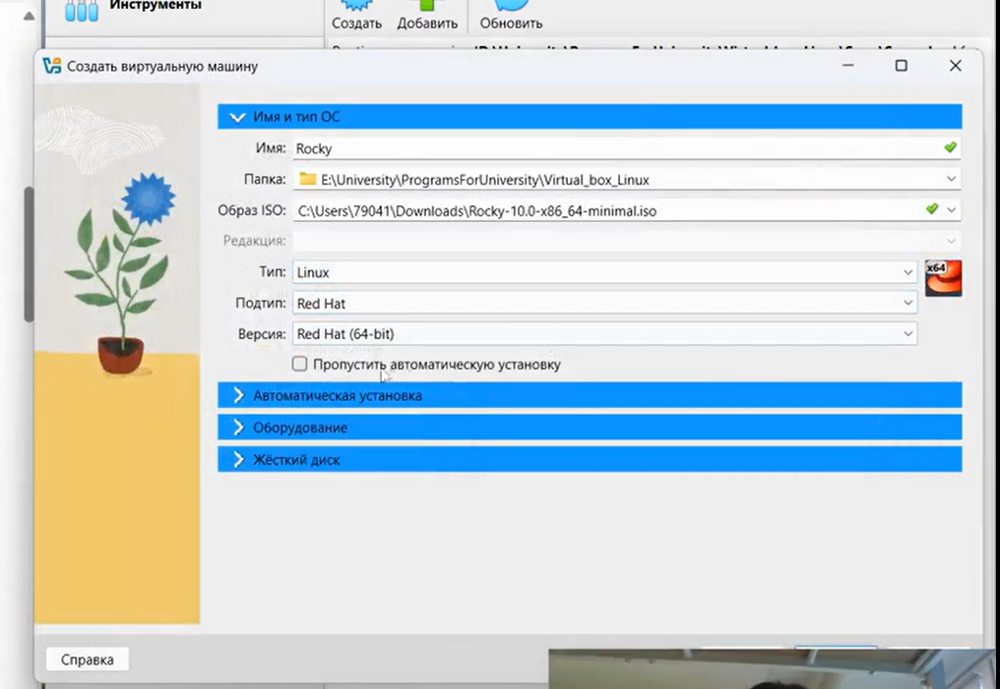 Инструменты
Создать Добавить Обновить
Создать виртуальную машину
Имя и тип ОС
Имя: Rocky
Папка: E:\University\ProgramsForUniversity\Virtual_box_Linux
Образ ISO: C:\Users\79041\Downloads\Rocky-10.0-x86_64-minimal.iso
Редакция:
Тип: Linux
x64
Подтип: Red Hat
Версия: Red Hat (64-bit)
Пропустить автоматическую установку
Автоматическая установка
Оборудование
Жёсткий диск
Справка